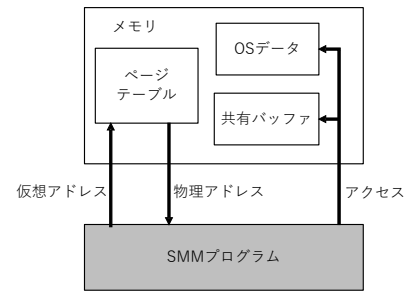 メモリ
OSデータ
ページ
テーブル
共有バッファ
仮想アドレス
物理アドレス
アクセス
SMMプログラム